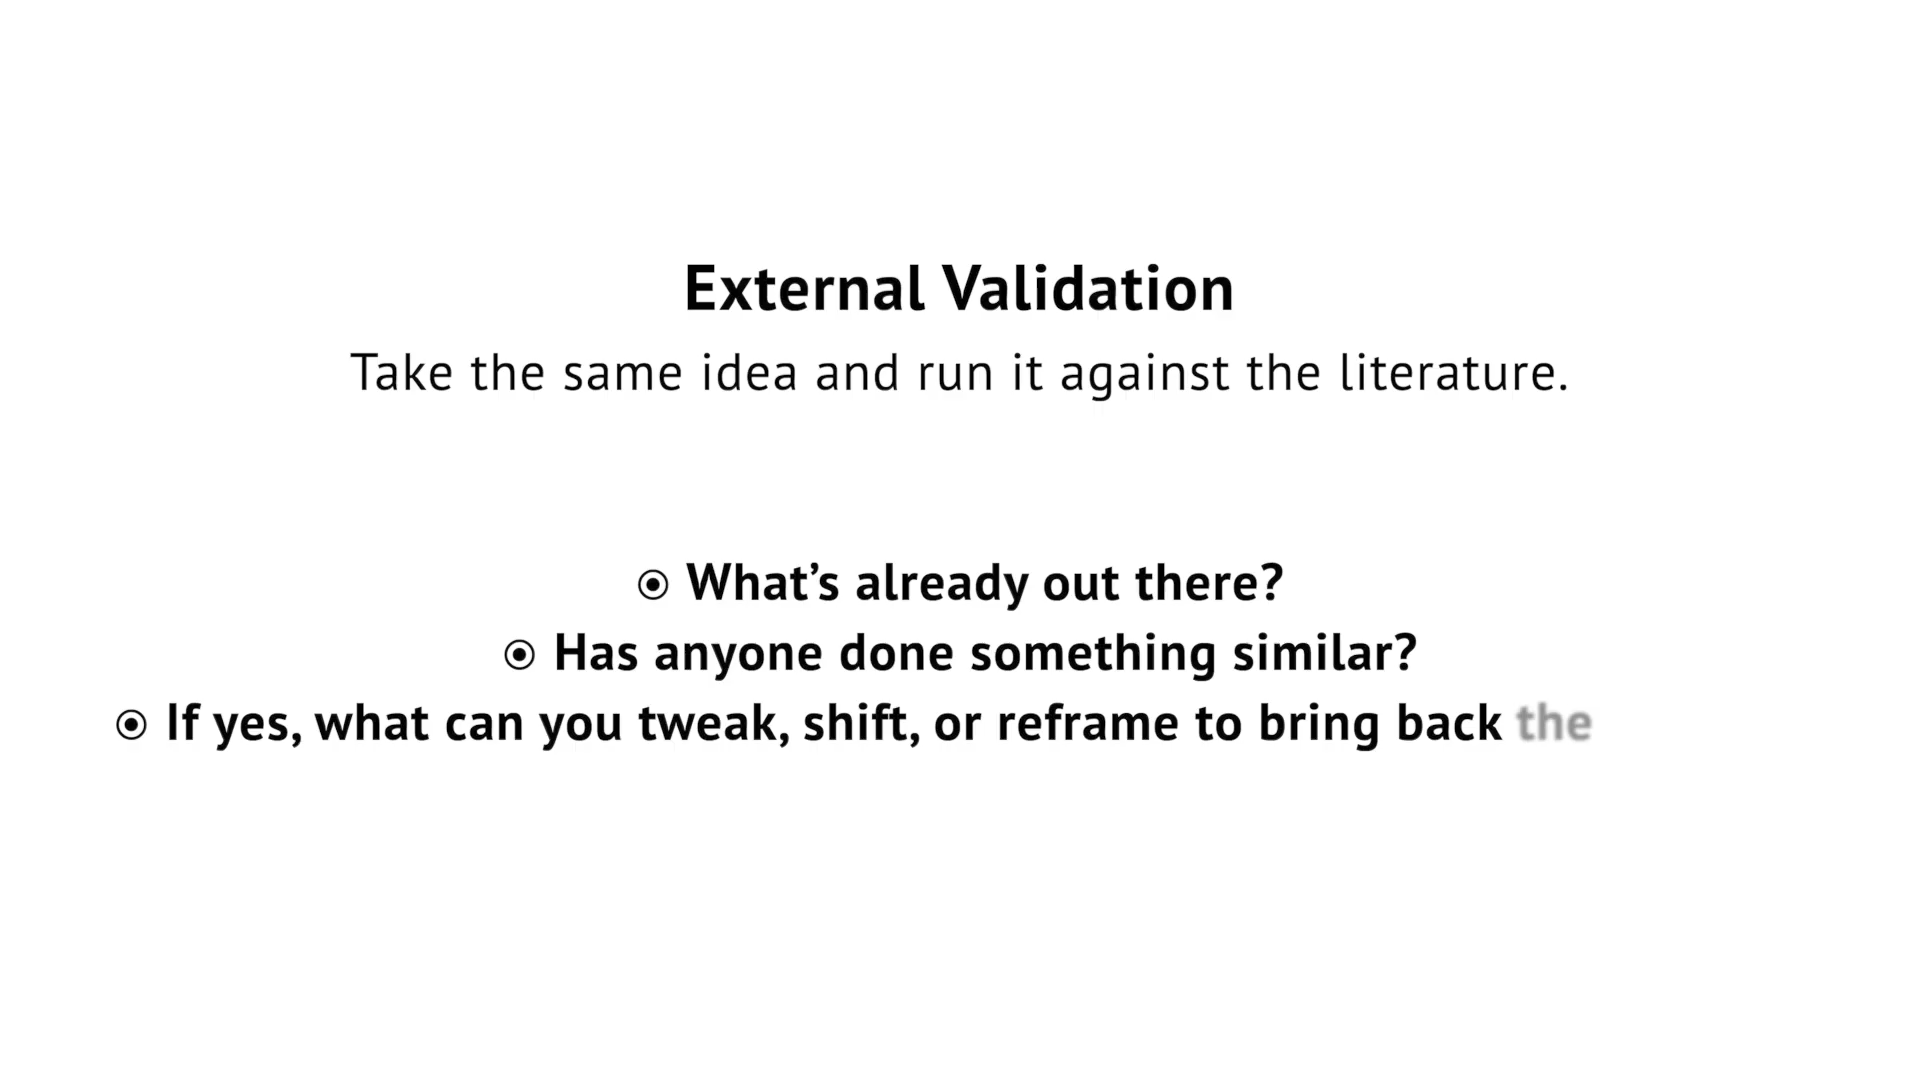 External Validation
Take the same idea and run it against the literature.
⦿ What’s already out there?
⦿ Has anyone done something similar?
⦿ If yes, what can you tweak, shift, or reframe to bring back the